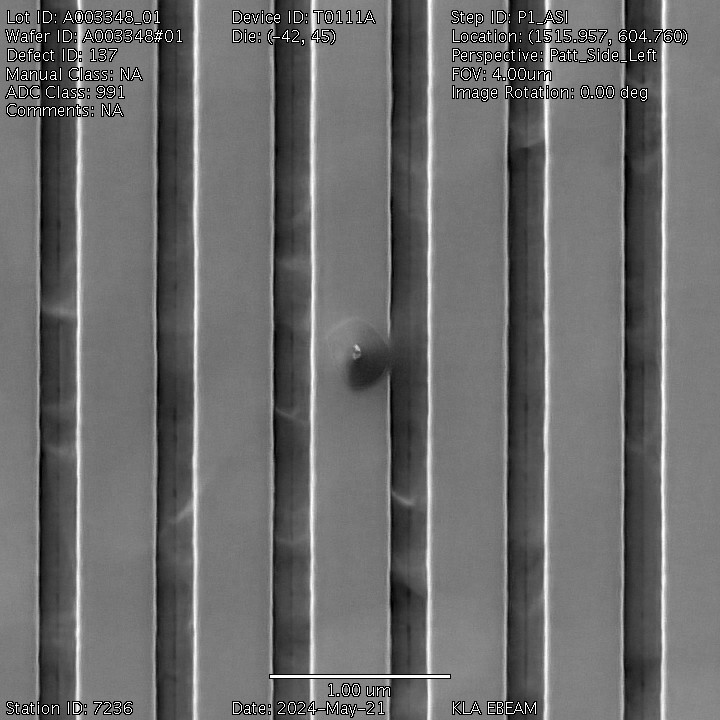 Lot ID: A003348_01
Wafer ID: A003348#01
Defect ID: 137
Manual Class: NA
ADC Class: 991
Comments: NA
Device ID: T0111A
Die: (-42, 45)
Step ID: P1_ASI
Location: (1515.957, 604.760)
Perspective: Patt_Side_Left
FOV: 4.00um
Image Rotation: 0.00 deg
1.00 um
Station ID: 7236
Date: 2024-May-21
KLA EBEAM